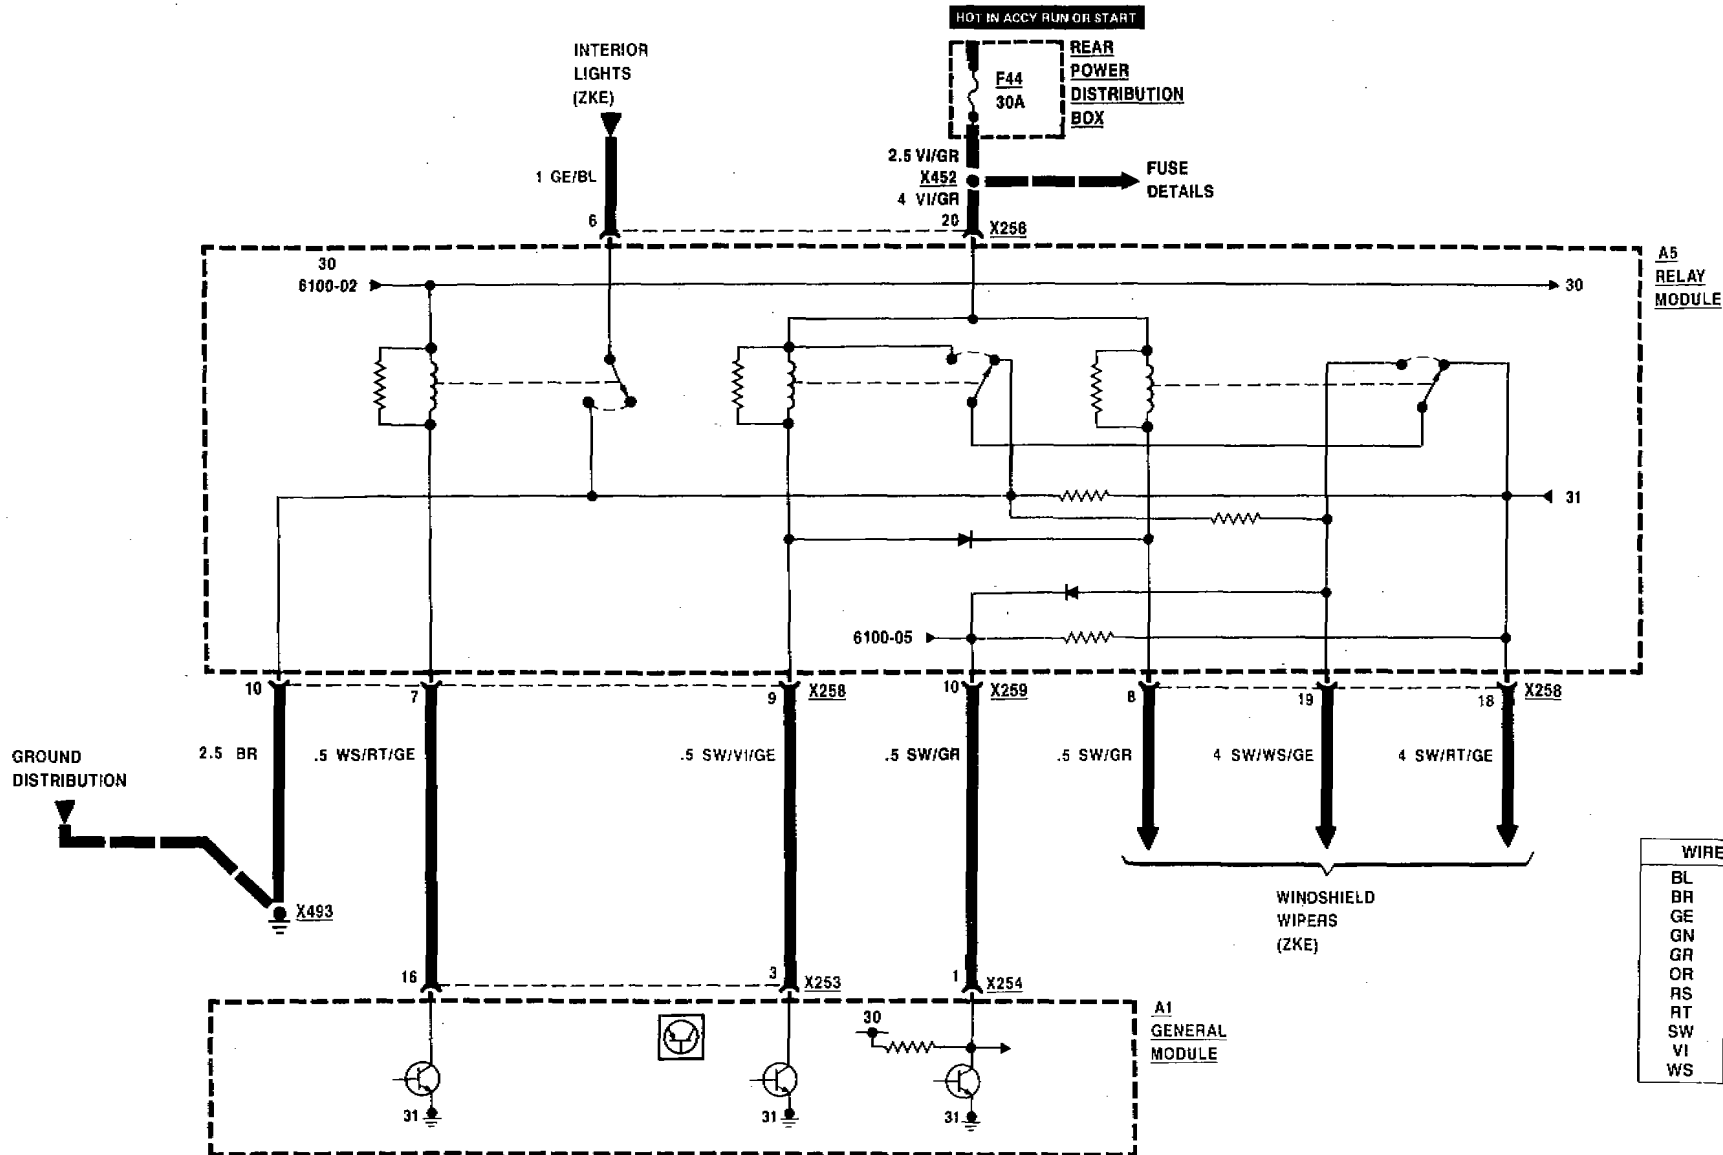 HOT IN ACCY RUN OR START
INTERIOR
LIGHTS
(ZKE)
F44
30A
REAR
POWER
DISTRIBUTION
BOX
1 GE/BL
2.5 VI/GR
X452
4 VI/GR
FUSE
DETAILS
6
20
X258
30
6100-02
30
A5
RELAY
MODULE
31
6100-05
10
7
9
X258
10
X259
8
19
18
X258
GROUND
DISTRIBUTION
2.5 BR
.5 WS/RT/GE
.5 SW/VI/GE
.5 SW/GR
.5 SW/GR
4 SW/WS/GE
4 SW/RT/GE
X493
WINDSHIELD
WIPERS
(ZKE)
16
3
X253
1
X254
30
A1
GENERAL
MODULE
31
31
31
WIRE
BL
BR
GE
GN
GR
OR
RS
RT
SW
VI
WS